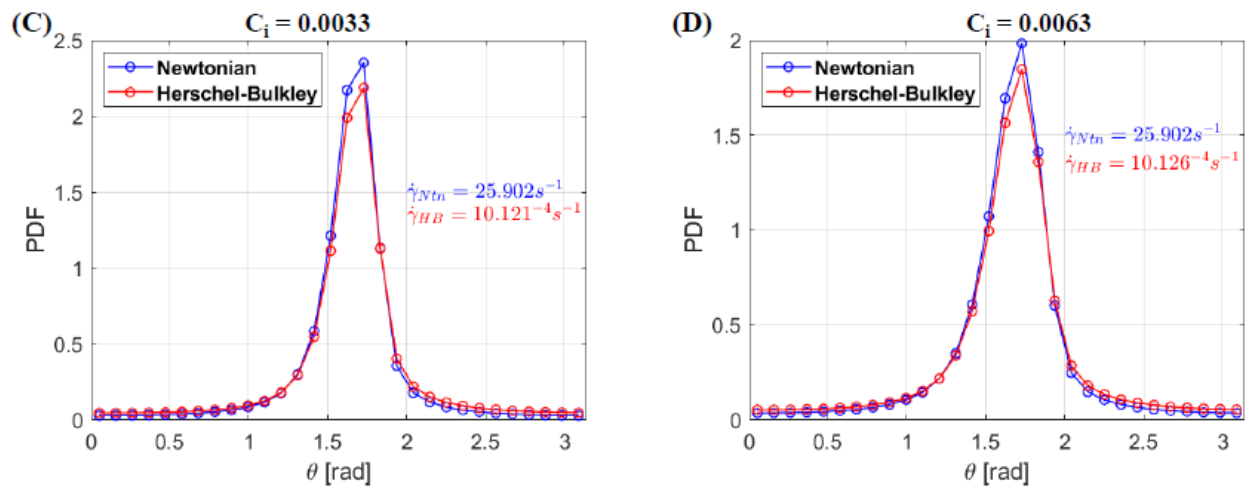 (C)
C_i = 0.0033
2.5
2
1.5
1
0.5
0
PDF
Newtonian
Herschel-Bulkley
γ̇_Ntn = 25.902s⁻¹
γ̇_HB = 10.121⁻⁴s⁻¹
0 0.5 1 1.5 2 2.5 3
θ [rad]
(D)
C_i = 0.0063
2
1.5
1
0.5
0
PDF
Newtonian
Herschel-Bulkley
γ̇_Ntn = 25.902s⁻¹
γ̇_HB = 10.126⁻⁴s⁻¹
0 0.5 1 1.5 2 2.5 3
θ [rad]